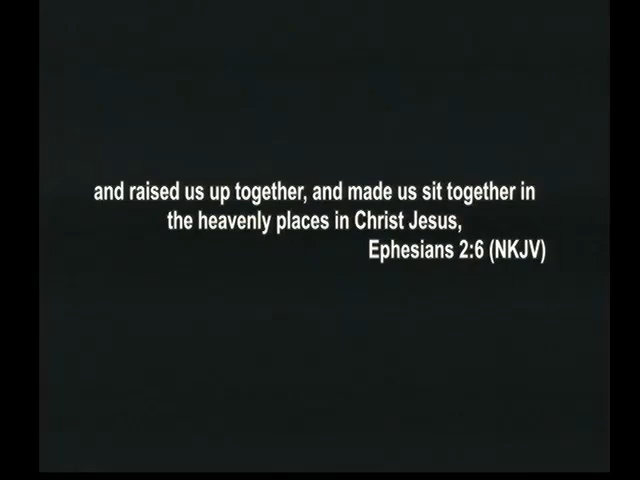 and raised us up together, and made us sit together in
the heavenly places in Christ Jesus,
Ephesians 2:6 (NKJV)